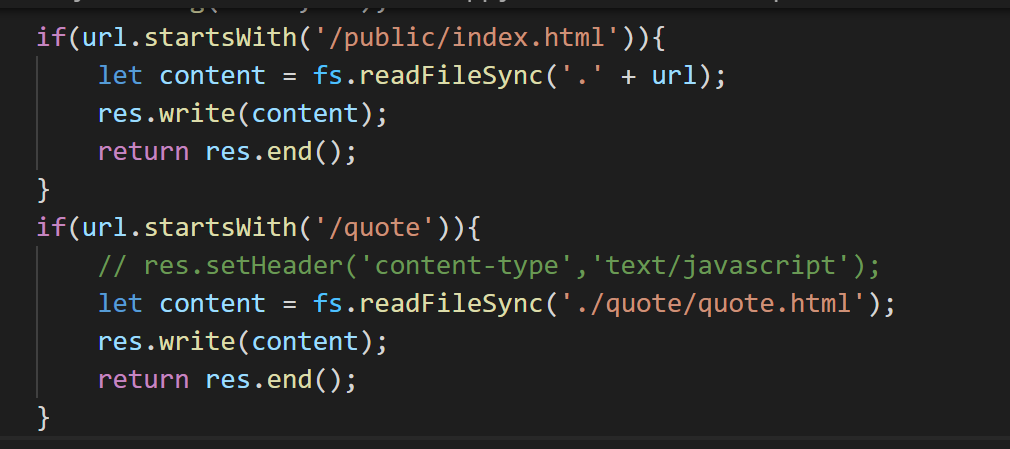 if(url.startsWith('/public/index.html')){
    let content = fs.readFileSync('.' + url);
    res.write(content);
    return res.end();
}
if(url.startsWith('/quote')){
    // res.setHeader('content-type','text/javascript');
    let content = fs.readFileSync('./quote/quote.html');
    res.write(content);
    return res.end();
}